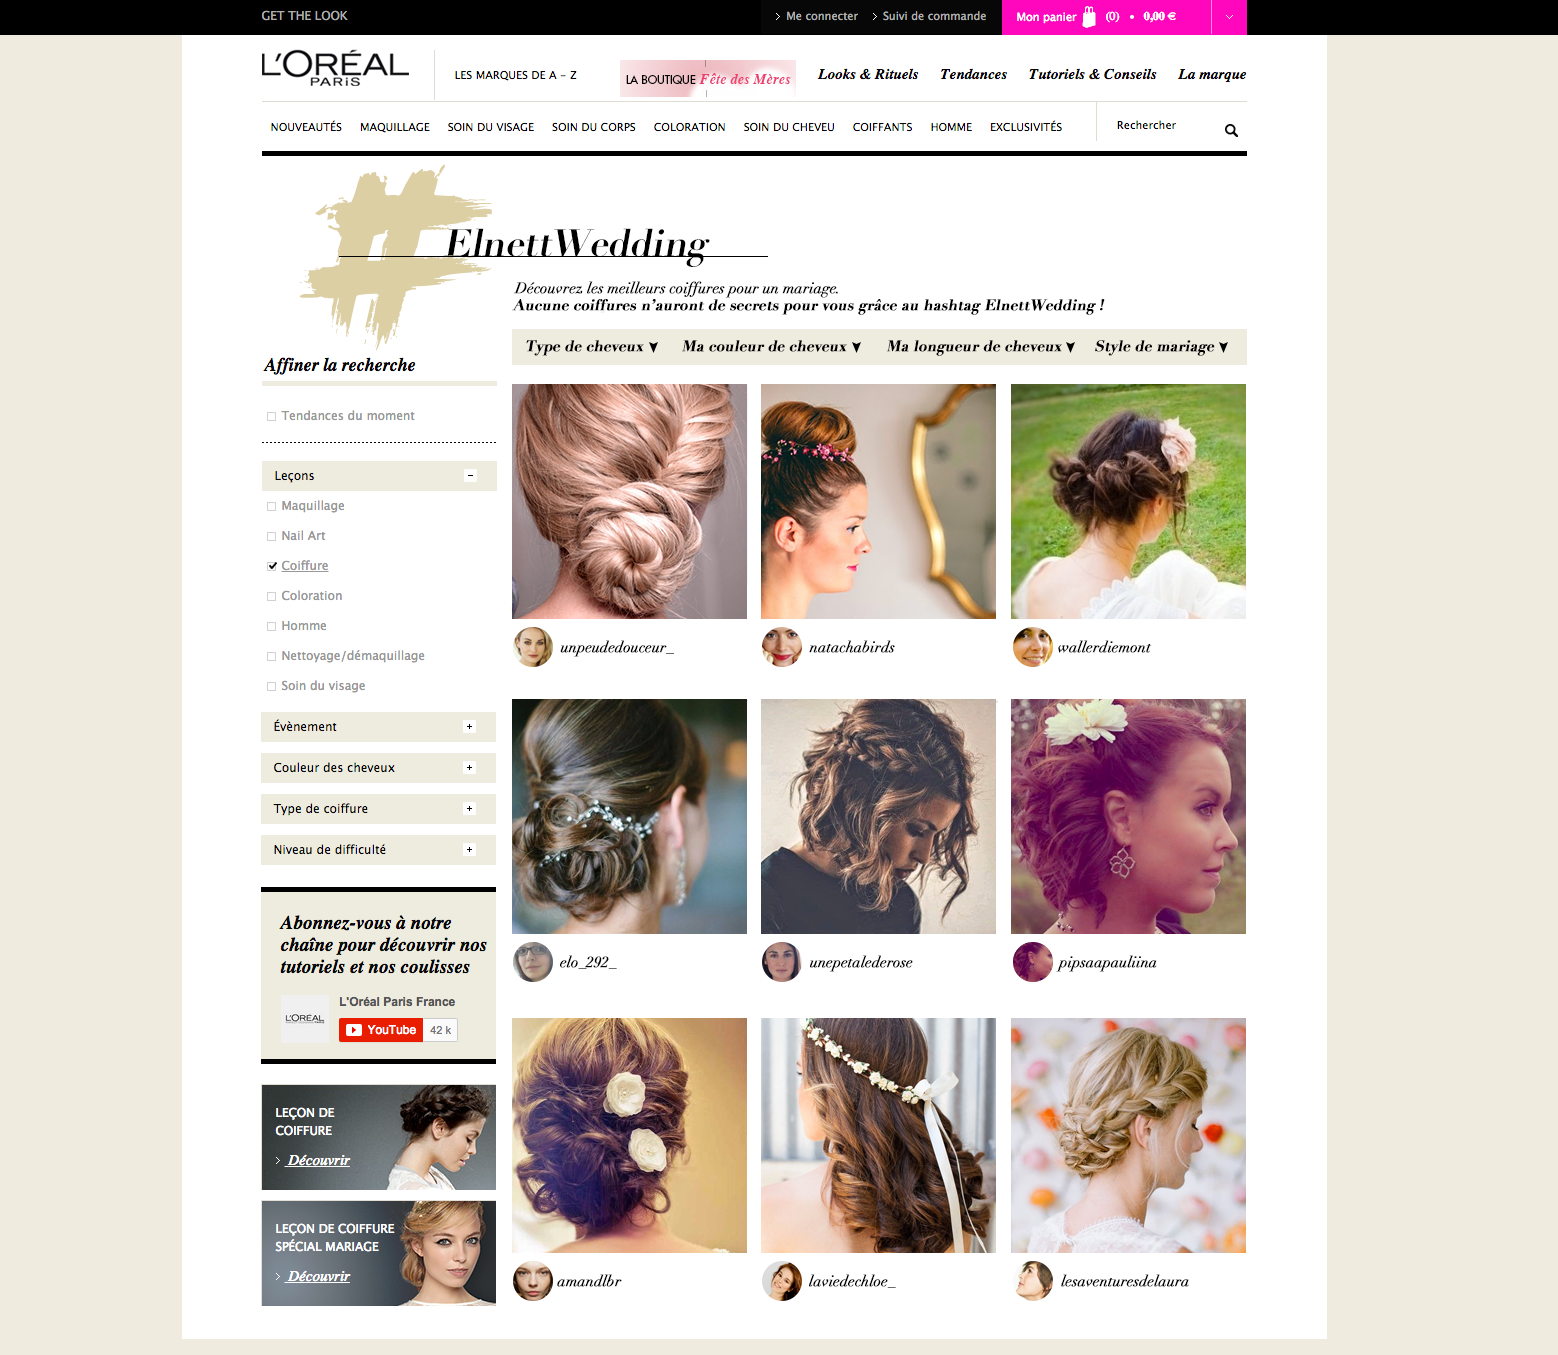 GET THE LOOK
Me connecter
Suivi de commande
Mon panier (0) • 0,00 €
L'ORÉAL
PARIS
LES MARQUES DE A - Z
LA BOUTIQUE Fête des Mères
Looks & Rituels
Tendances
Tutoriels & Conseils
La marque
NOUVEAUTÉS
MAQUILLAGE
SOIN DU VISAGE
SOIN DU CORPS
COLORATION
SOIN DU CHEVEU
COIFFANTS
HOMME
EXCLUSIVITÉS
Rechercher
#ElnettWedding
Découvrez les meilleurs coiffures pour un mariage.
Aucune coiffures n'auront de secrets pour vous grâce au hashtag ElnettWedding !
Type de cheveux
Ma couleur de cheveux
Ma longueur de cheveux
Style de mariage
Affiner la recherche
Tendances du moment
Leçons
Maquillage
Nail Art
Coiffure
Coloration
Homme
Nettoyage/démaquillage
Soin du visage
Évènement
Couleur des cheveux
Type de coiffure
Niveau de difficulté
Abonnez-vous à notre
chaîne pour découvrir nos
tutoriels et nos coulisses
L'ORÉAL
L'Oréal Paris France
YouTube 42 k
LEÇON DE
COIFFURE
Découvrir
LEÇON DE COIFFURE
SPÉCIAL MARIAGE
Découvrir
unpeudedouceur_
natachabirds
wallerdiemont
elo_292_
unepetalederose
pipsaapauliina
amandlbr
laviedechloe_
lesaventuresdelaura